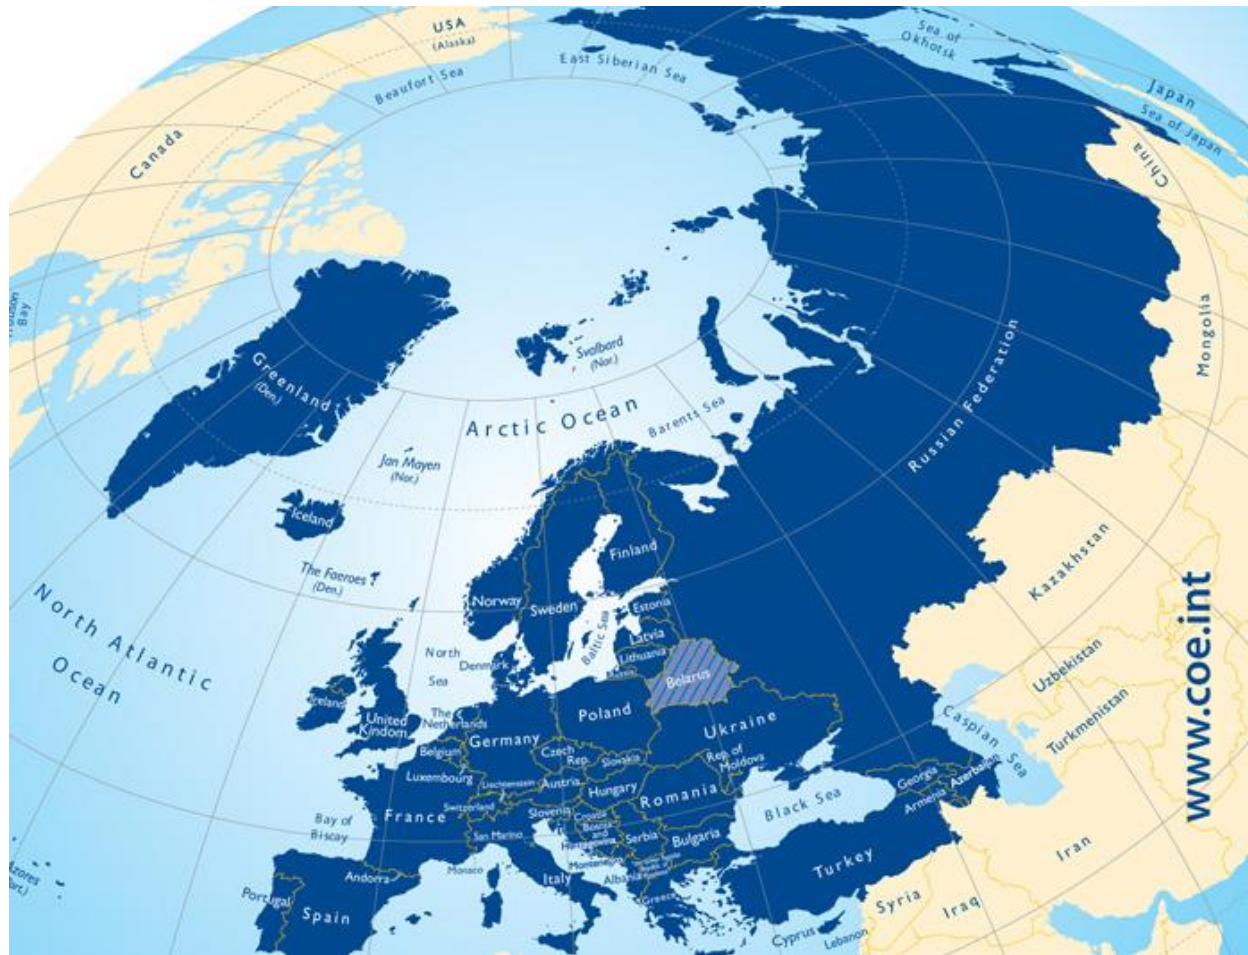 USA
(Alaska)
Sea of
Okhotsk
East Siberian Sea
Beaufort Sea
Japan
Sea of Japan
Canada
China
Bay
Mongolia
Svalbard
(Nor.)
Greenland
(Den.)
Russian Federation
Arctic Ocean
Barents Sea
Jan Mayen
(Nor.)
Iceland
Finland
Kazakhstan
The Faeroes
(Den.)
Norway
Sweden
Baltic Sea
Estonia
www.coe.int
North Atlantic
Ocean
Latvia
North
Sea
Denmark
Lithuania
Uzbekistan
Belarus
Iceland
United
Kindom
The
Netherlands
Poland
Ukraine
Caspian Sea
Turkmenistan
Germany
Belgium
Czech
Rep.
Slovakia
Rep of
Moldova
Luxembourg
Liechtenstein
Austria
Hungary
Georgia
Azerbaijan
Armenia
Romania
Black Sea
Switzerland
France
Slovenia
Croatia
Bosnia
and
Herzegovina
Bay of
Biscay
San Marino
Serbia
Bulgaria
Iran
Montenegro
Turkey
Monaco
Andorra
Italy
Albania
Greece
Portugal
Spain
Syria
Iraq
Cyprus
Lebanon